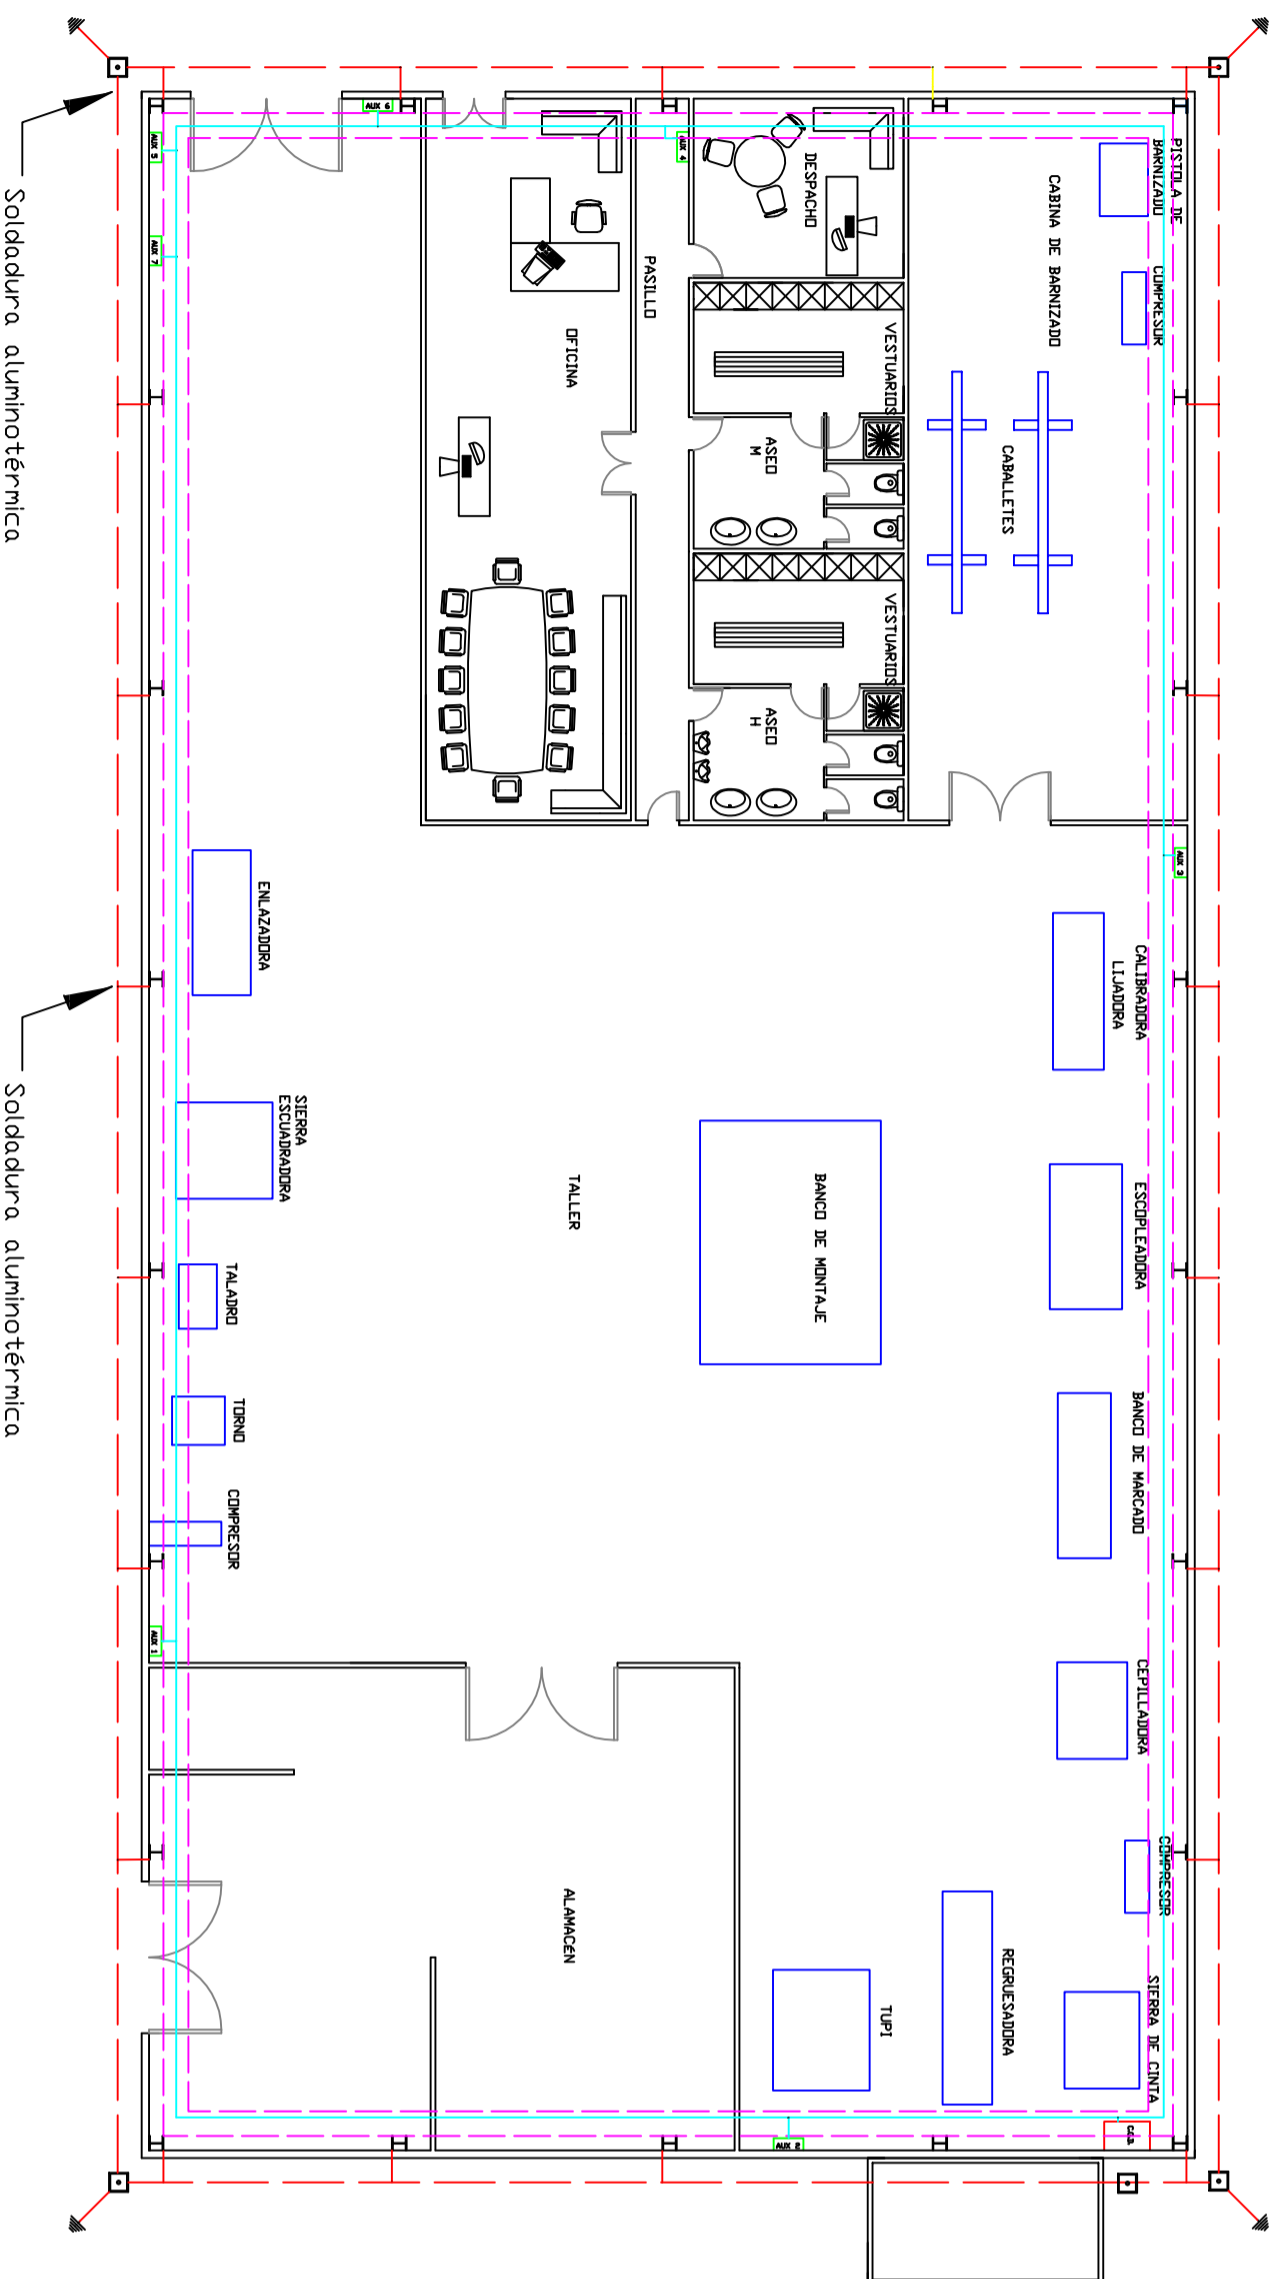 PISTOLA DE
BARNIZADO
COMPRESOR
CABINA DE BARNIZADO
CABALLETES
DESPACHO
VESTUARIOS
ASEO
M
VESTUARIOS
ASEO
H
PASILLO
OFICINA
AUX 6
AUX 4
AUX 5
AUX 7
AUX 3
CALIBRADORA
LIJADORA
ESCOPLEADORA
BANCO DE MARCADO
CEPILLADORA
COMPRESOR
SIERRA DE CINTA
REGRUESADORA
TUPI
C.G.D.
AUX 2
BANCO DE MONTAJE
TALLER
ALAMACÉN
ENLAZADORA
SIERRA
ESCUADRADORA
TALADRO
TORNO
COMPRESOR
AUX 1
Soldadura aluminotérmica
Soldadura aluminotérmica